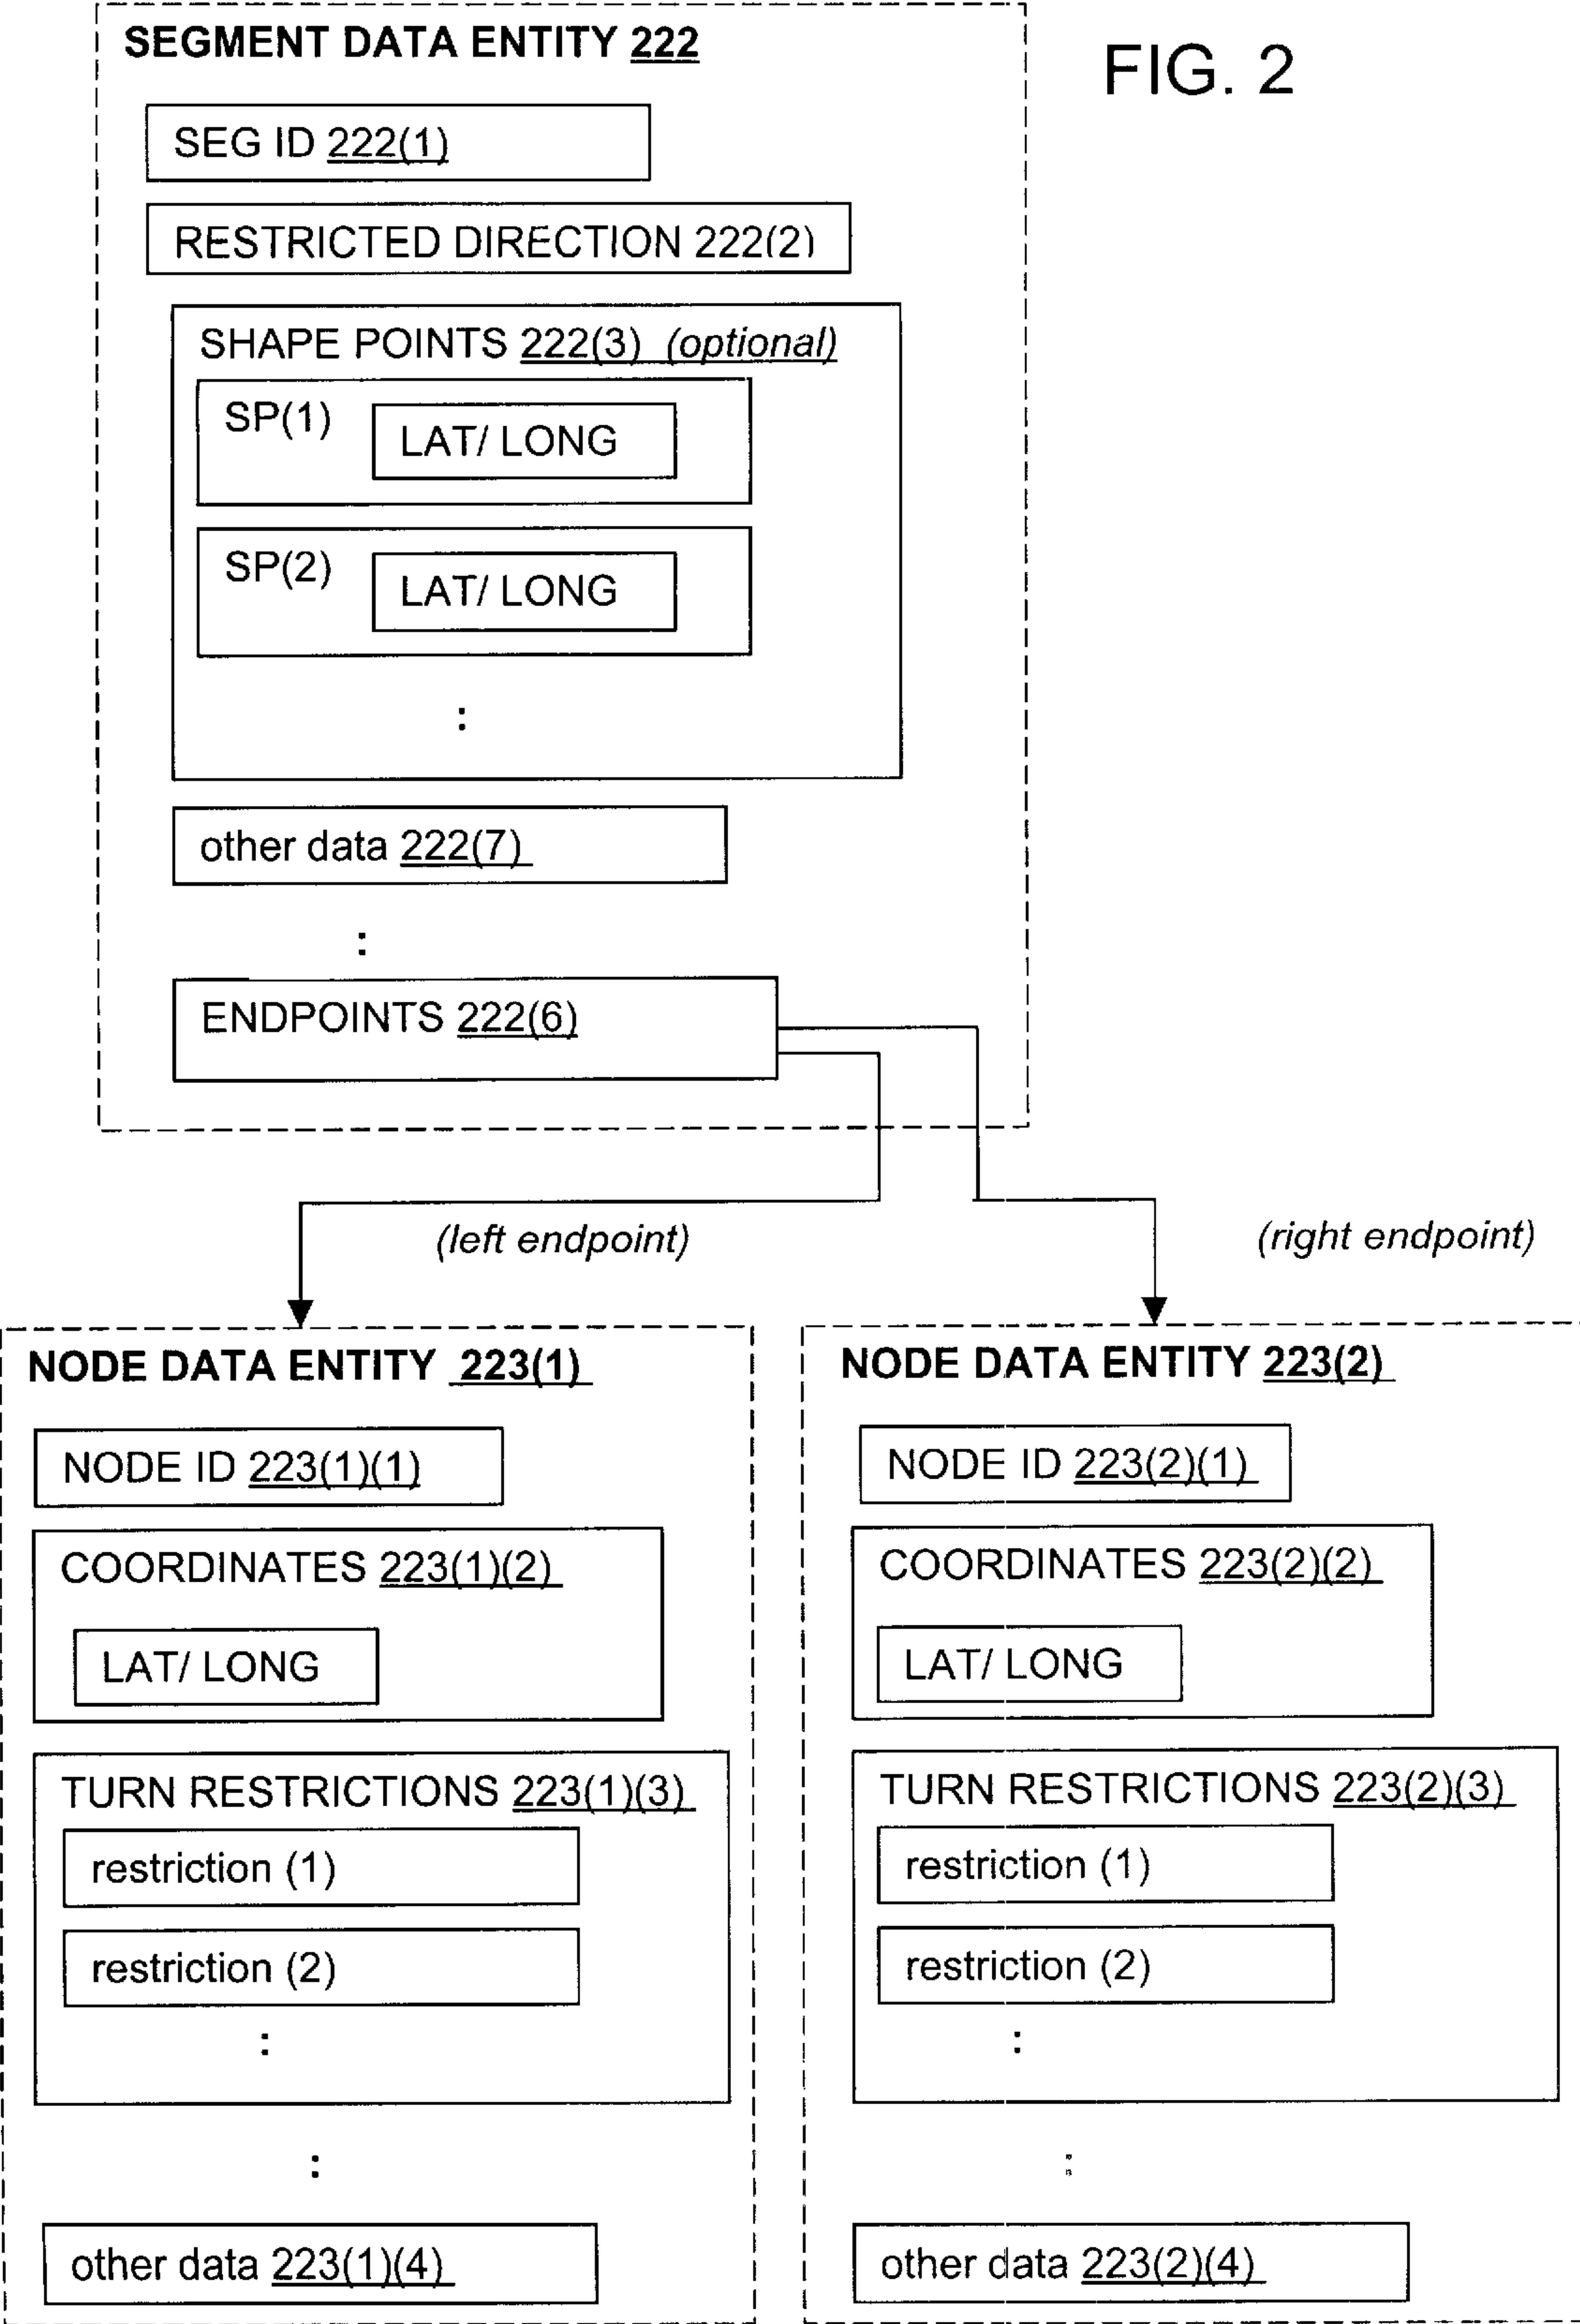 SEGMENT DATA ENTITY 222
FIG. 2
SEG ID 222(1)
RESTRICTED DIRECTION 222(2)
SHAPE POINTS 222(3) (optional)
SP(1)
LAT/ LONG
SP(2)
LAT/ LONG
:
other data 222(7)
:
ENDPOINTS 222(6)
(left endpoint)
(right endpoint)
NODE DATA ENTITY 223(1)
NODE ID 223(1)(1)
COORDINATES 223(1)(2)
LAT/ LONG
TURN RESTRICTIONS 223(1)(3)
restriction (1)
restriction (2)
:
:
other data 223(1)(4)
NODE DATA ENTITY 223(2)
NODE ID 223(2)(1)
COORDINATES 223(2)(2)
LAT/ LONG
TURN RESTRICTIONS 223(2)(3)
restriction (1)
restriction (2)
:
:
other data 223(2)(4)